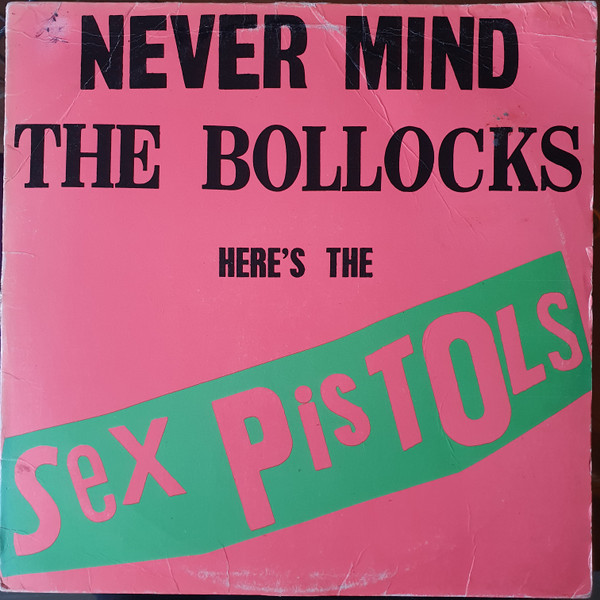 NEVER MIND
THE BOLLOCKS
HERE'S THE
Sex PisTOLs